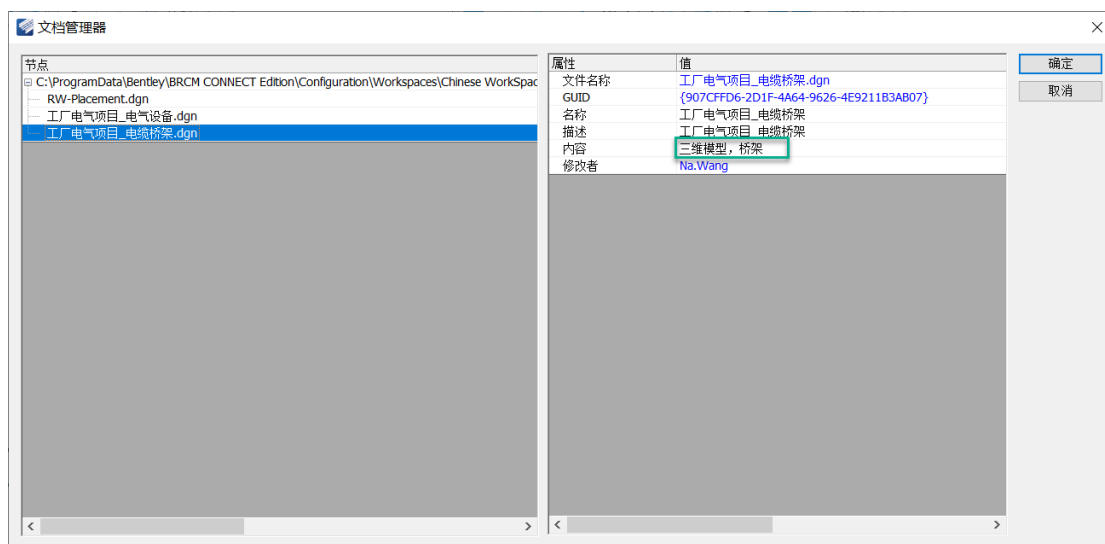 文档管理器
节点
C:\ProgramData\Bentley\BRCM CONNECT Edition\Configuration\Workspaces\Chinese WorkSpac
RW-Placement.dgn
工厂电气项目_电气设备.dgn
工厂电气项目_电缆桥架.dgn
属性 值
文件名称 工厂电气项目_电缆桥架.dgn
GUID {907CFFD6-2D1F-4A64-9626-4E9211B3AB07}
名称 工厂电气项目_电缆桥架
描述 工厂电气项目_电缆桥架
内容 三维模型，桥架
修改者 Na.Wang
确定
取消